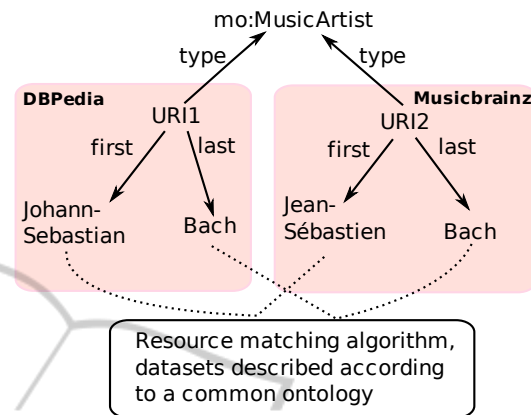 mo:MusicArtist
type type
DBPedia Musicbrainz
URI1 URI2
first last first last
Johann-
Sebastian
Bach
Jean-
Sébastien
Bach
Resource matching algorithm,
datasets described according
to a common ontology